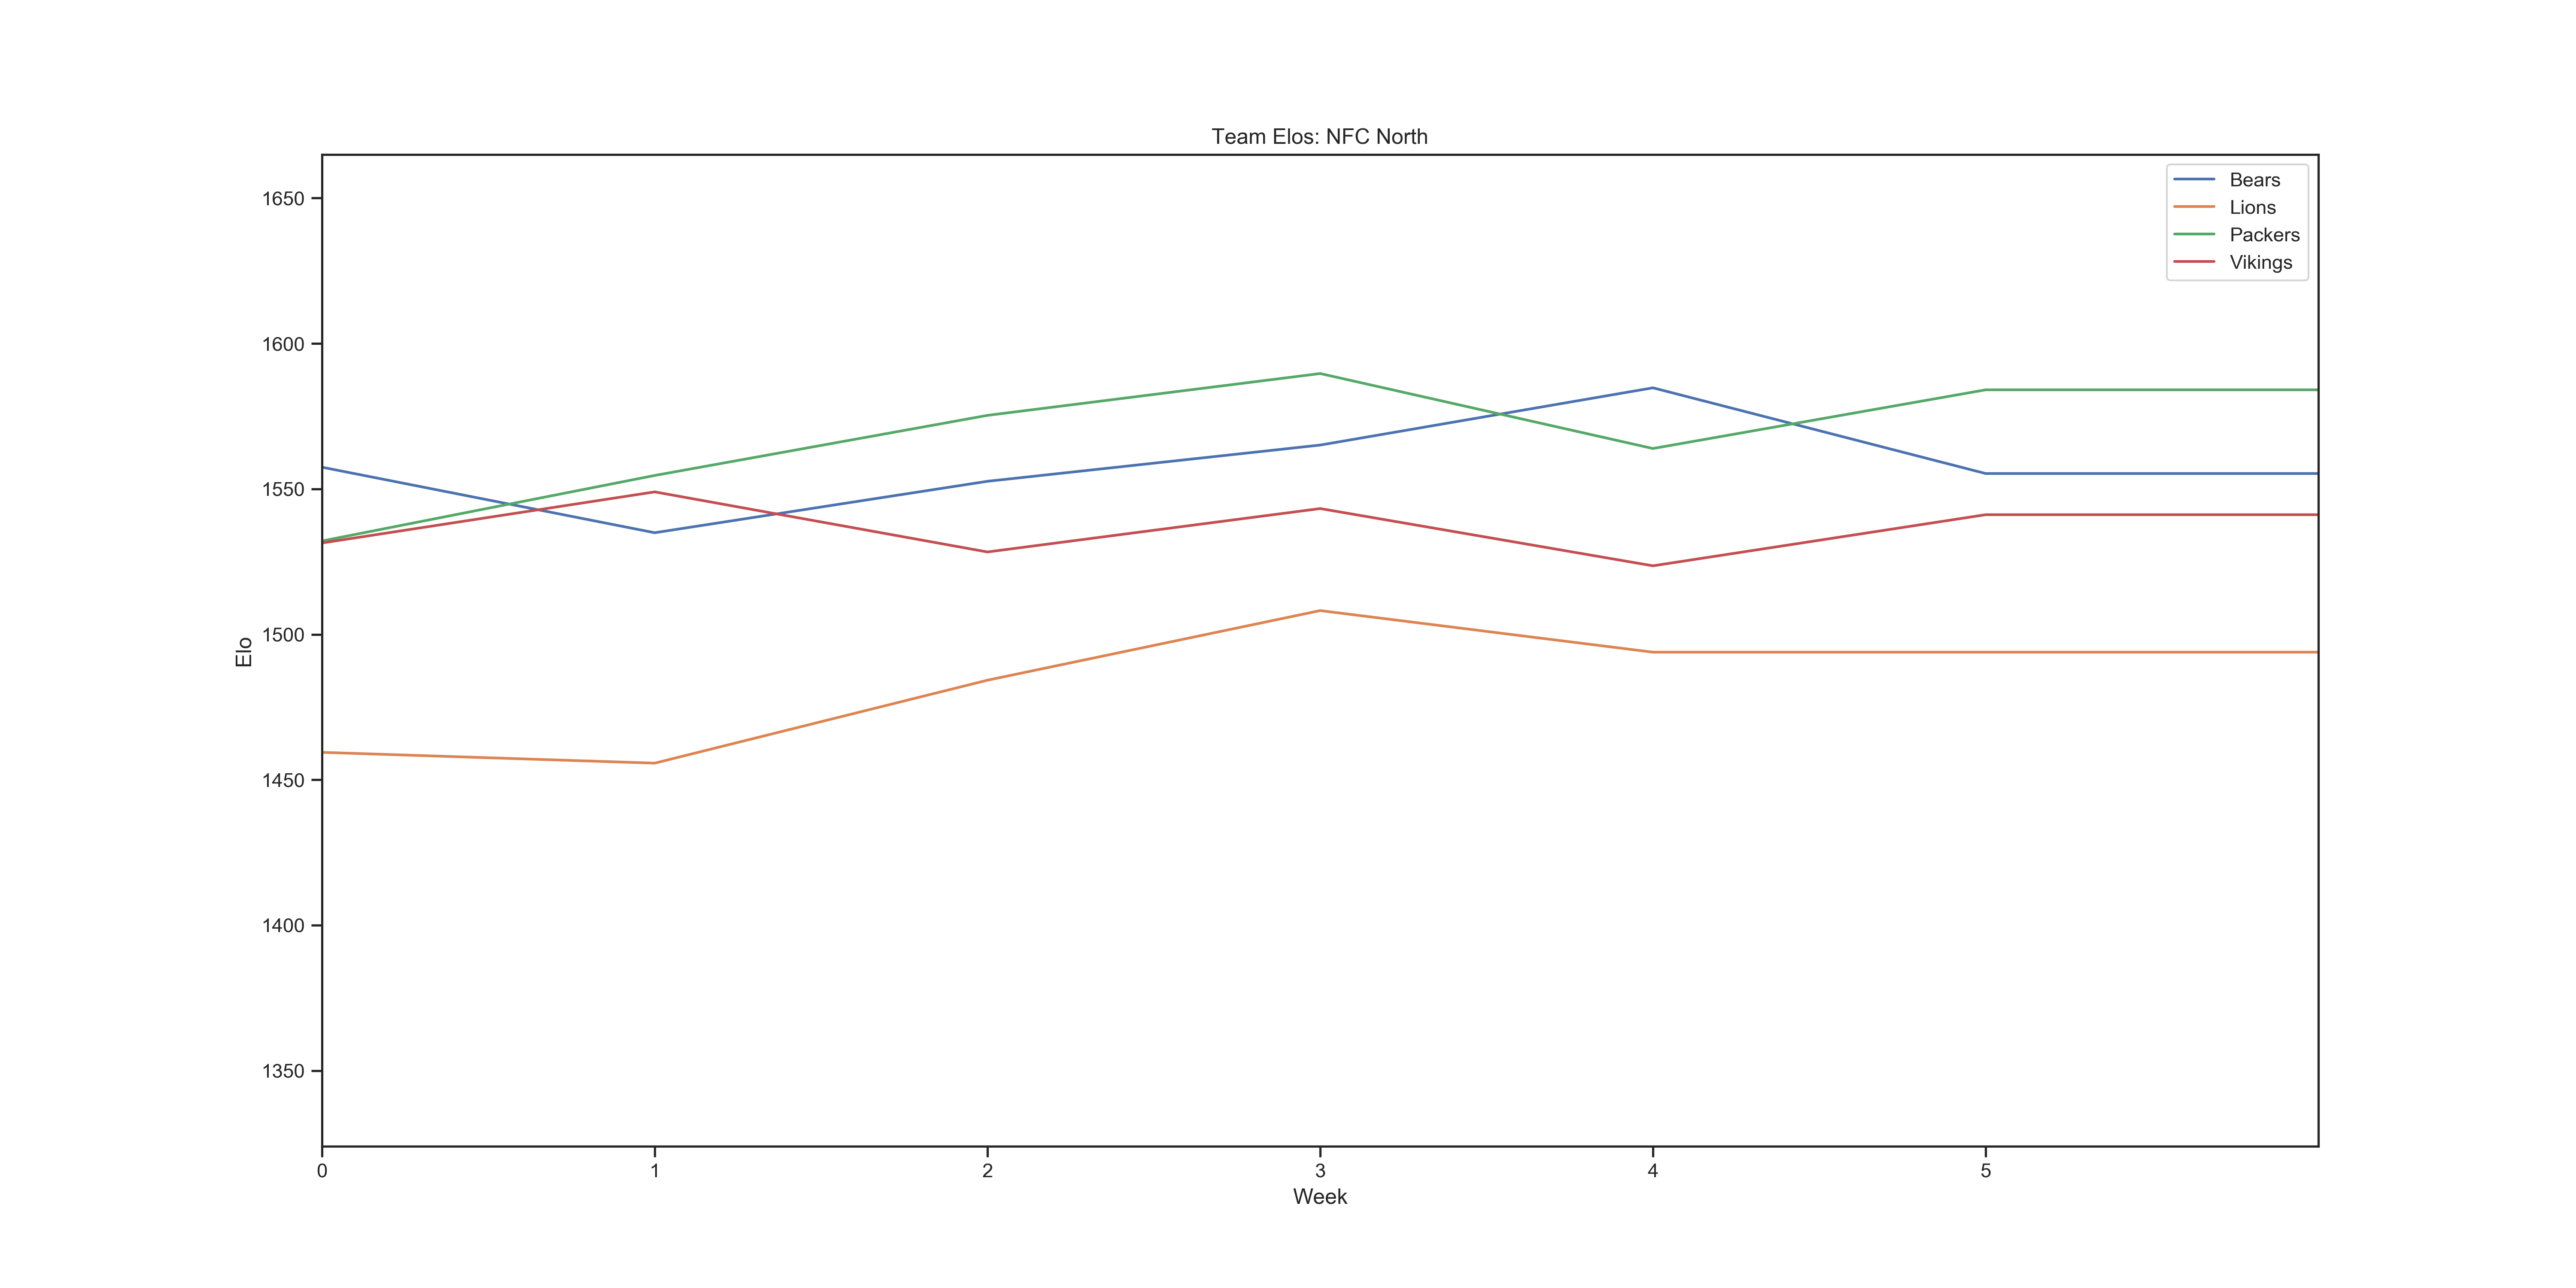 Team Elos: NFC North
Bears
Lions
Packers
Vikings
1650
1600
1550
1500
1450
1400
1350
Elo
0 1 2 3 4 5
Week